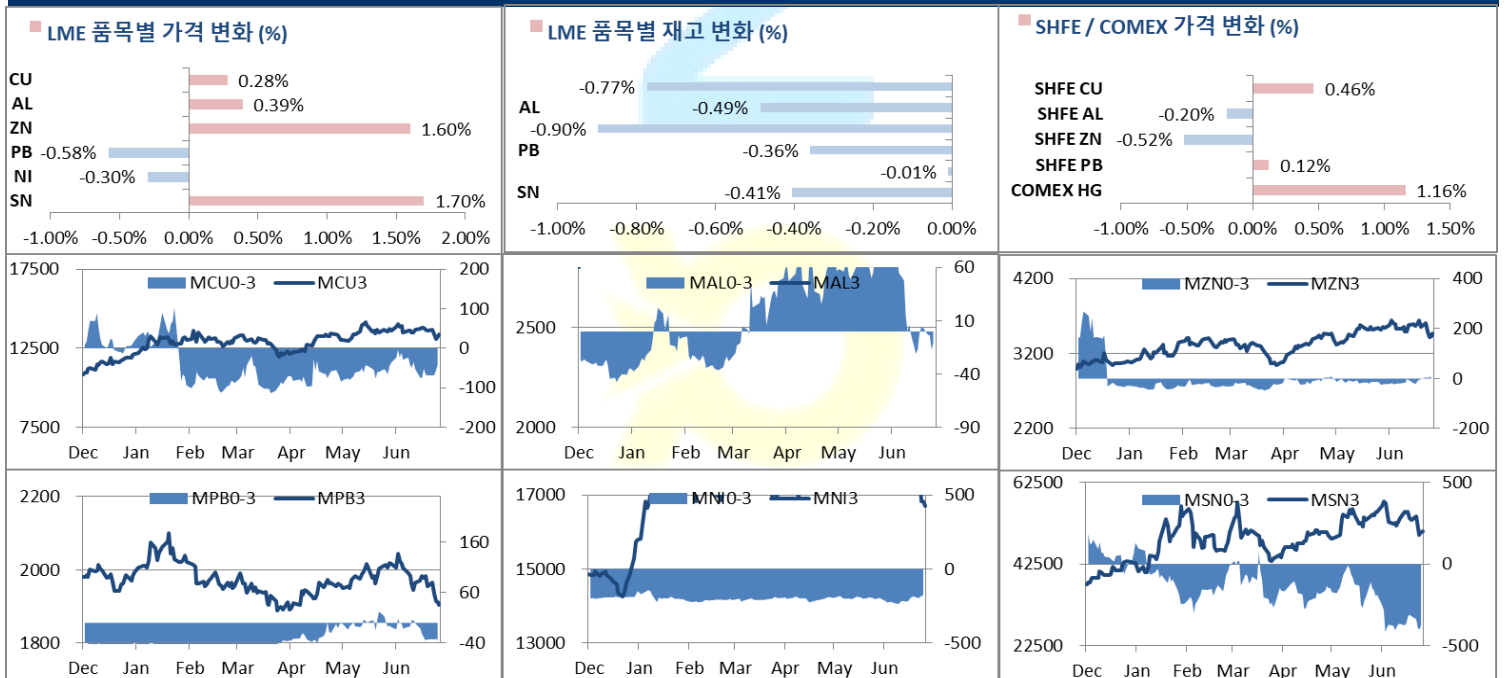 LME 품목별 가격 변화 (%)
CU
0.28%
AL
0.39%
ZN
1.60%
PB
-0.58%
NI
-0.30%
SN
1.70%
-1.00% -0.50% 0.00% 0.50% 1.00% 1.50% 2.00%
LME 품목별 재고 변화 (%)
-0.77%
AL
-0.49%
-0.90%
PB
-0.36%
-0.01%
SN
-0.41%
-1.00% -0.80% -0.60% -0.40% -0.20% 0.00%
SHFE / COMEX 가격 변화 (%)
SHFE CU
0.46%
SHFE AL
-0.20%
SHFE ZN
-0.52%
SHFE PB
0.12%
COMEX HG
1.16%
-1.00% -0.50% 0.00% 0.50% 1.00% 1.50%
MCU0-3 MCU3
17500
12500
7500
200
100
0
-100
-200
Dec Jan Feb Mar Apr May Jun
MAL0-3 MAL3
2500
2000
60
10
-40
-90
Dec Jan Feb Mar Apr May Jun
MZN0-3 MZN3
4200
3200
2200
400
200
0
-200
Dec Jan Feb Mar Apr May Jun
MPB0-3 MPB3
2200
2000
1800
160
60
-40
Dec Jan Feb Mar Apr May Jun
MNI0-3 MNI3
17000
15000
13000
500
0
-500
Dec Jan Feb Mar Apr May Jun
MSN0-3 MSN3
62500
42500
22500
500
0
-500
Dec Jan Feb Mar Apr May Jun